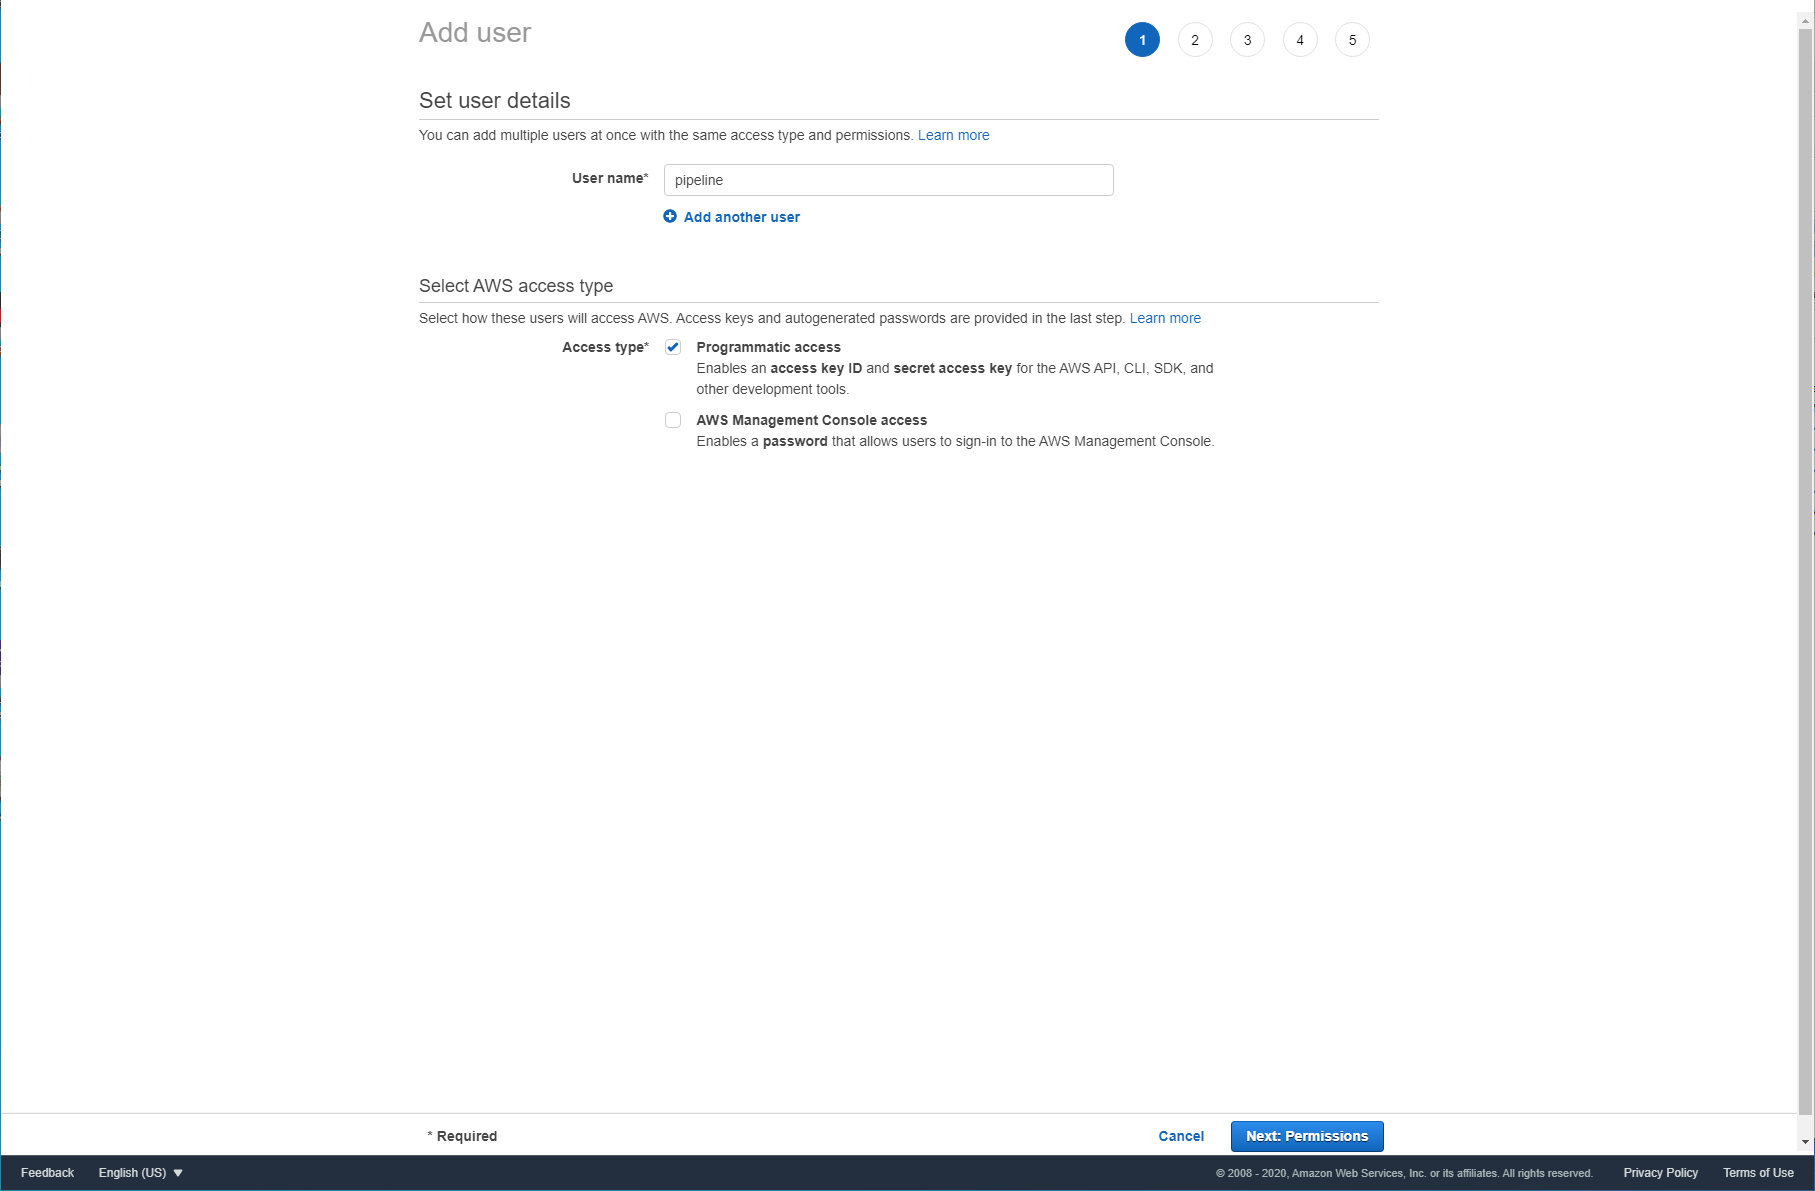 Add user
1 2 3 4 5
Set user details
You can add multiple users at once with the same access type and permissions. Learn more
User name* pipeline
Add another user
Select AWS access type
Select how these users will access AWS. Access keys and autogenerated passwords are provided in the last step. Learn more
Access type* Programmatic access
Enables an access key ID and secret access key for the AWS API, CLI, SDK, and
other development tools.
AWS Management Console access
Enables a password that allows users to sign-in to the AWS Management Console.
* Required Cancel Next: Permissions
Feedback English (US) © 2008 - 2020, Amazon Web Services, Inc. or its affiliates. All rights reserved. Privacy Policy Terms of Use